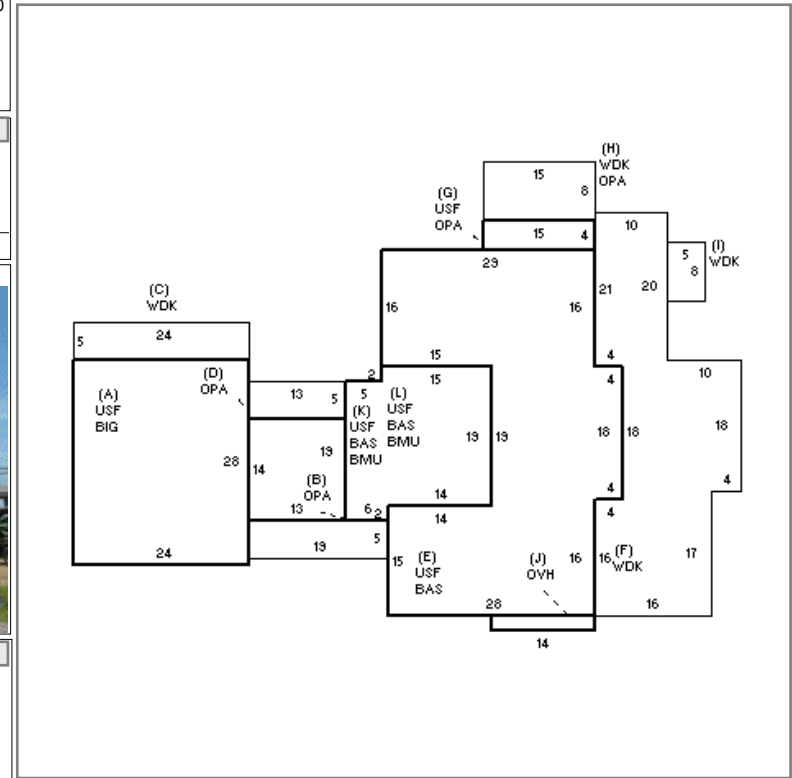 (H)
WDK
OPA
15
8
(G)
USF
OPA
15
4
10
29
(I)
WDK
5
8
21
20
(C)
WDK
24
5
16
16
15
4
(D)
OPA
2
15
4
10
13
5
5
(A)
USF
BIG
(K)
USF
BAS
BMU
(L)
USF
BAS
BMU
19
19
18
18
18
19
28
14
(B)
OPA
4
4
14
13
6
2
14
4
5
19
24
15
(E)
USF
BAS
(J)
OVH
16
16
(F)
WDK
17
28
16
14